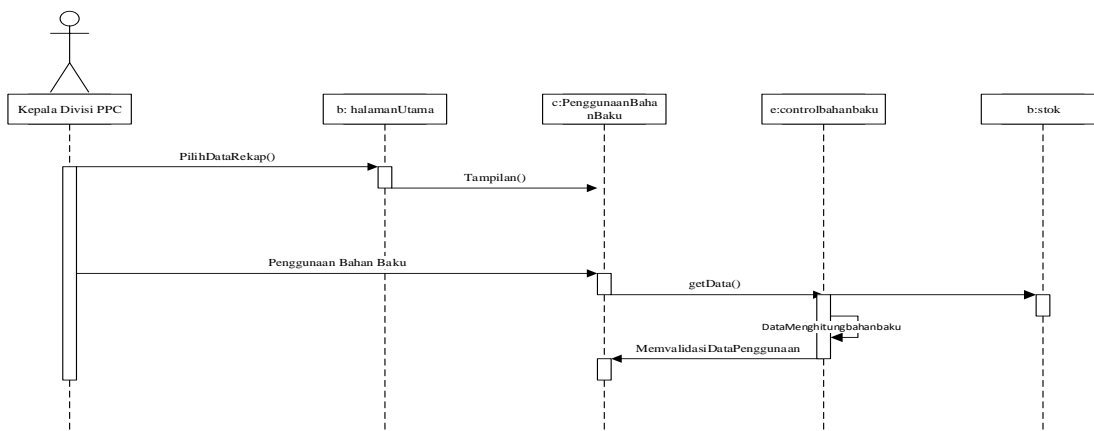 Kepala Divisi PPC
b: halamanUtama
c:PenggunaanBaha
nBaku
e:controlbahanbaku
b:stok
PilihDataRekap()
Tampilan()
Penggunaan Bahan Baku
getData()
DataMenghitungbahanbaku
MemvalidasiDataPenggunaan